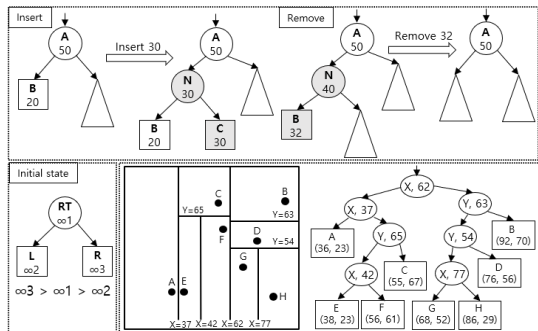 Insert
A
50
B
20
Insert 30
A
50
N
30
B
20
C
30
Remove
A
50
N
40
B
32
Remove 32
A
50
Initial state
RT
∞1
L
∞2
R
∞3
∞3 > ∞1 > ∞2
C
B
Y=65
Y=63
F
D
Y=54
G
A
E
H
X=37
X=42
X=62
X=77
X, 62
X, 37
Y, 63
A
(36, 23)
Y, 65
Y, 54
B
(92, 70)
X, 42
C
(55, 67)
X, 77
D
(76, 56)
E
(38, 23)
F
(56, 61)
G
(68, 52)
H
(86, 29)